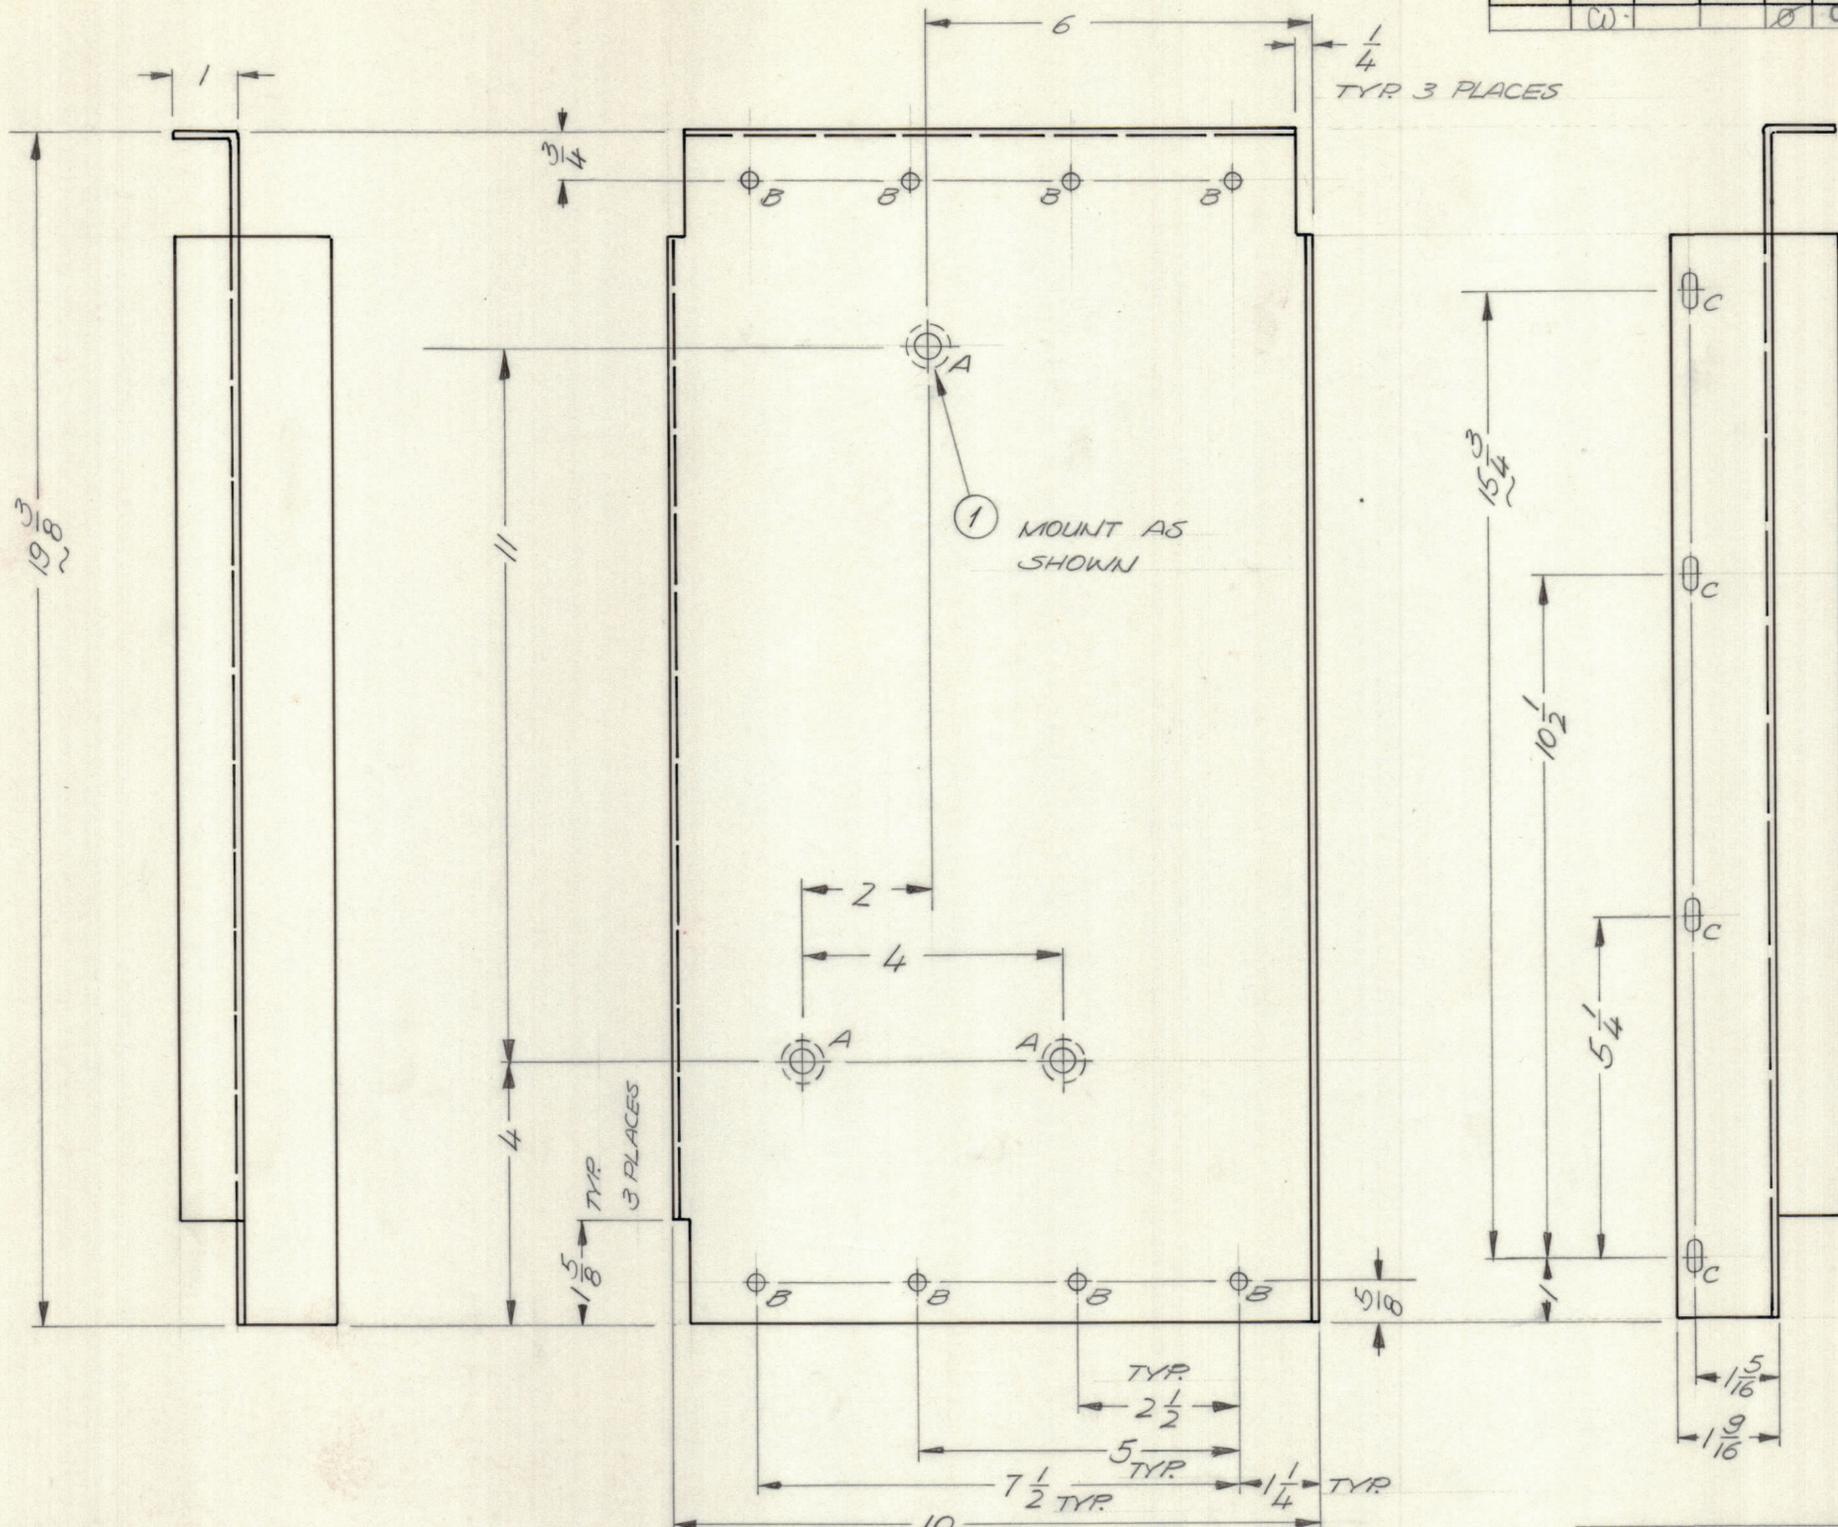 6
1/4
TYP. 3 PLACES
1
3/4
B
B
B
B
A
1 MOUNT AS
SHOWN
19 3/8
11
15 3/4
10 1/2
5 1/4
C
C
C
C
2
4
A
A
4
TYP.
3 PLACES
1 5/8
B
B
B
B
5/8
1
1 5/16
1 9/16
TYP.
2 1/2
5
TYP.
7 1/2 TYP.
1 1/4 TYP.
10